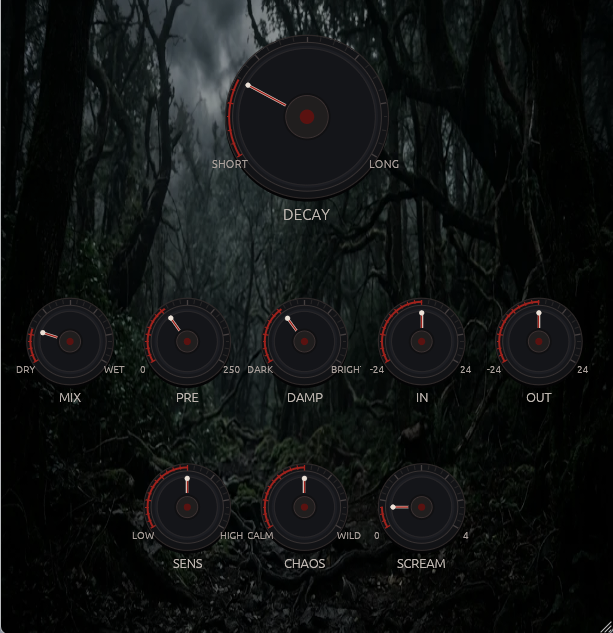 SHORT LONG
DECAY
DRY WET 0 250 DARK BRIGH -24 24 -24 24
MIX PRE DAMP IN OUT
LOW HIGH CALM WILD 0 4
SENS CHAOS SCREAM